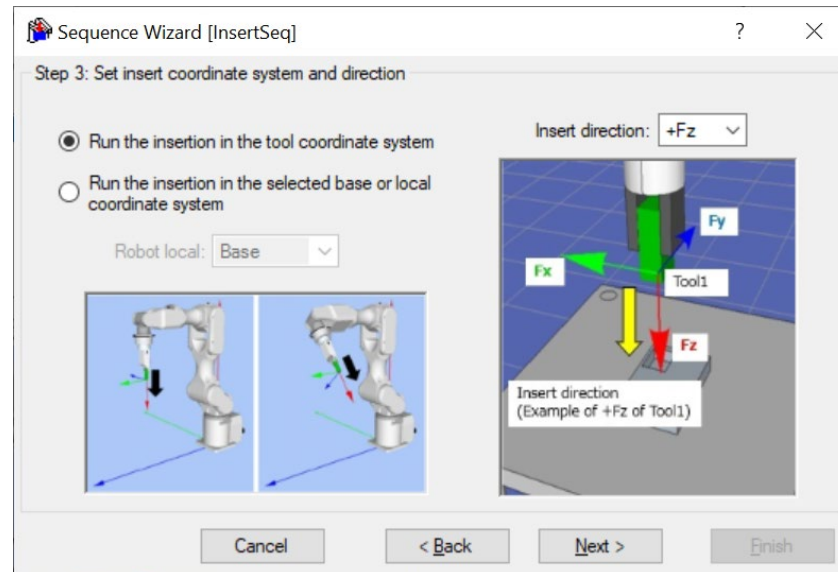 Sequence Wizard [InsertSeq]
?
Step 3: Set insert coordinate system and direction
Run the insertion in the tool coordinate system
Run the insertion in the selected base or local
coordinate system
Robot local: Base
Insert direction: +Fz
Fy
Fx
Tool1
Fz
Insert direction
(Example of +Fz of Tool1)
Cancel
< Back
Next >
Finish